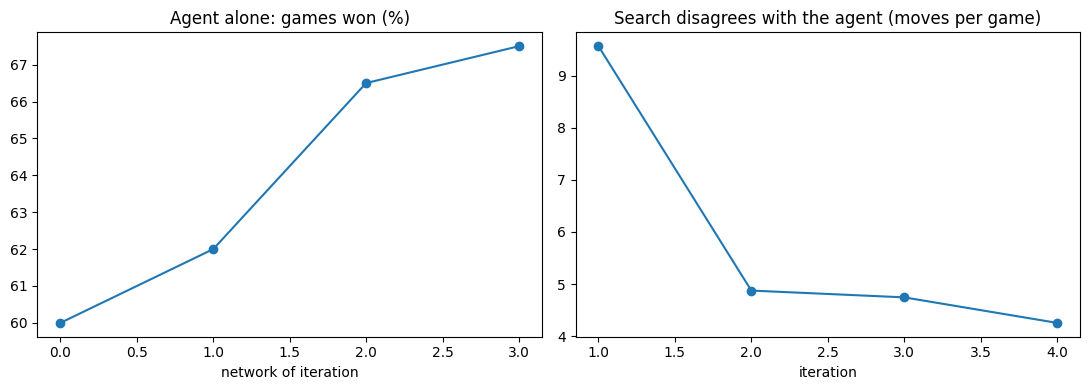 Agent alone: games won (%)
67
66
65
64
63
62
61
60
0.0 0.5 1.0 1.5 2.0 2.5 3.0
network of iteration
Search disagrees with the agent (moves per game)
9
8
7
6
5
4
1.0 1.5 2.0 2.5 3.0 3.5 4.0
iteration